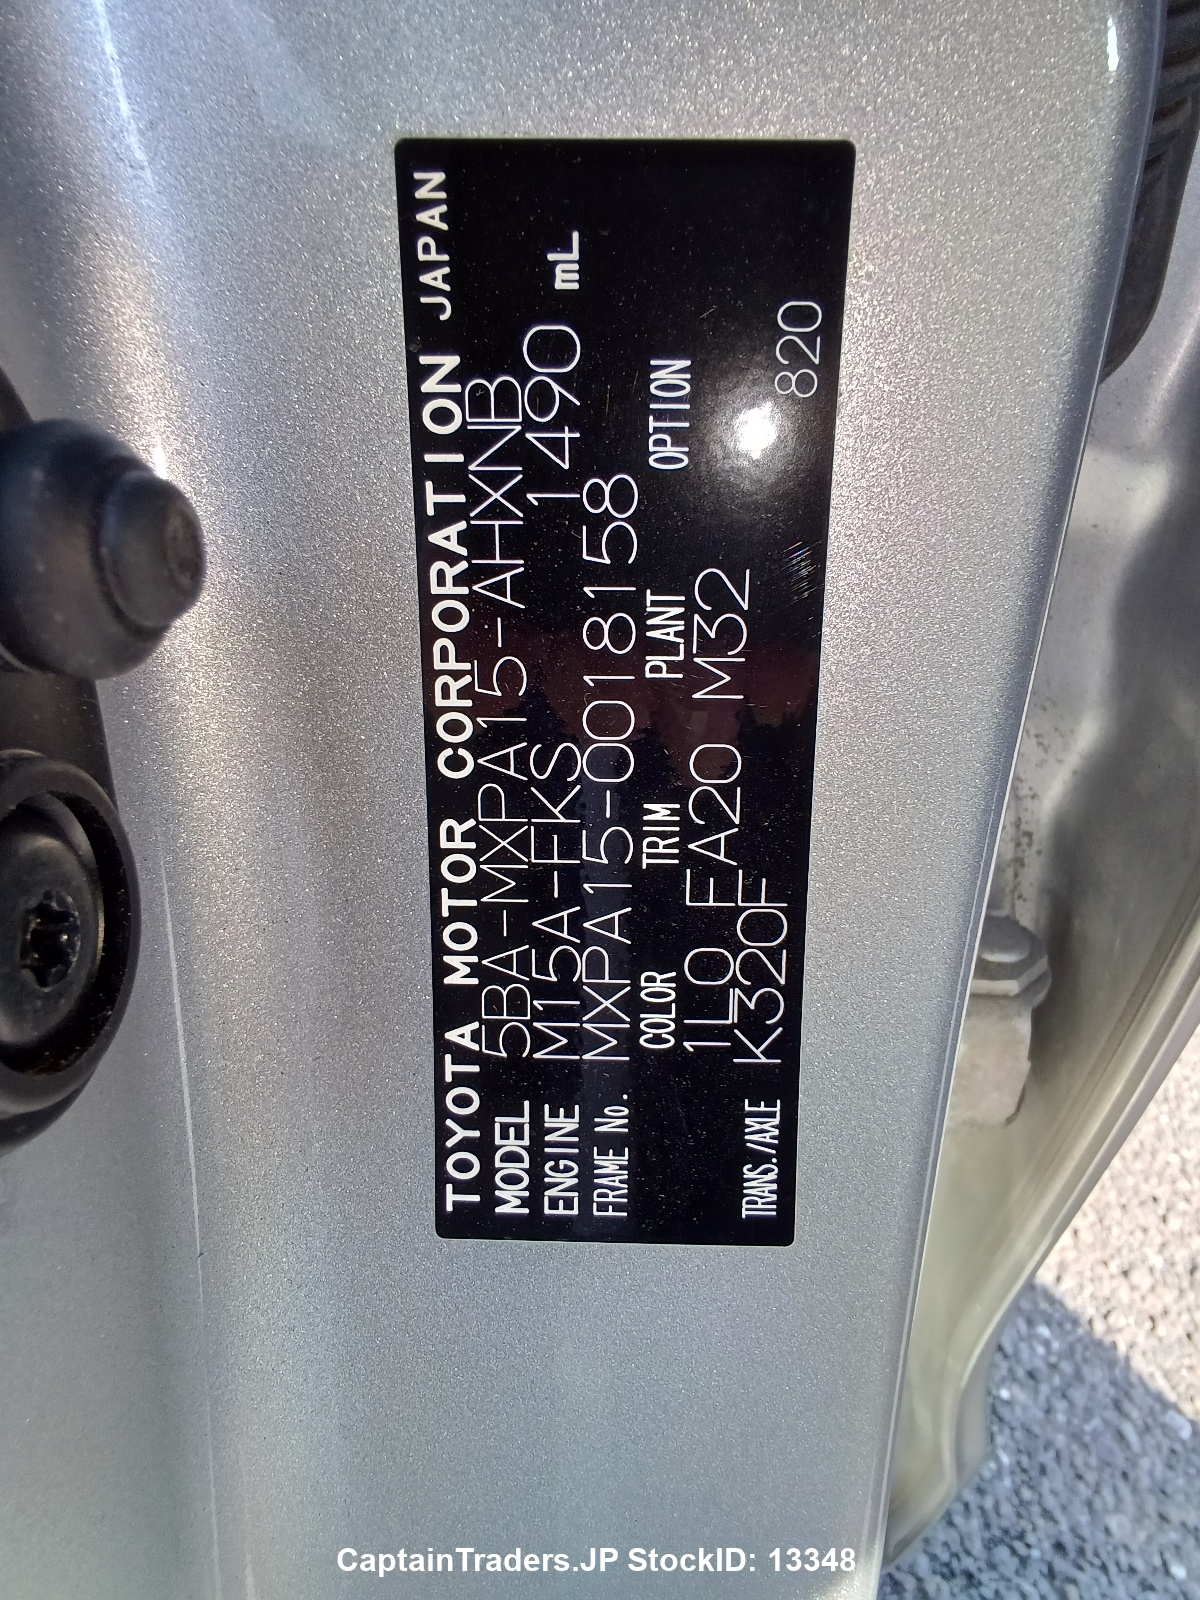 TOYOTA MOTOR CORPORATION JAPAN
MODEL 5BA-MXPA15-AHXNB
ENGINE M15A-FKS 1490 mL
FRAME No. MXPA15-0018158
COLOR TRIM PLANT OPTION
1L0 FA20 M32
TRANS./AXLE K320F 820
CaptainTraders.JP StockID: 13348